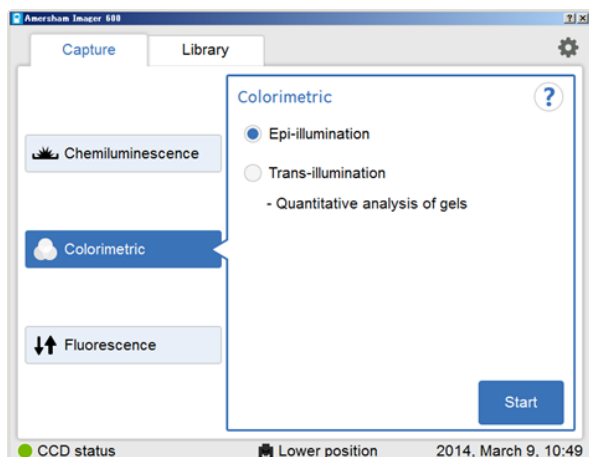 Amersham Imager 600
Capture
Library
Colorimetric
?
Epi-illumination
Chemiluminescence
Trans-illumination
- Quantitative analysis of gels
Colorimetric
Fluorescence
Start
CCD status
Lower position
2014, March 9, 10:49